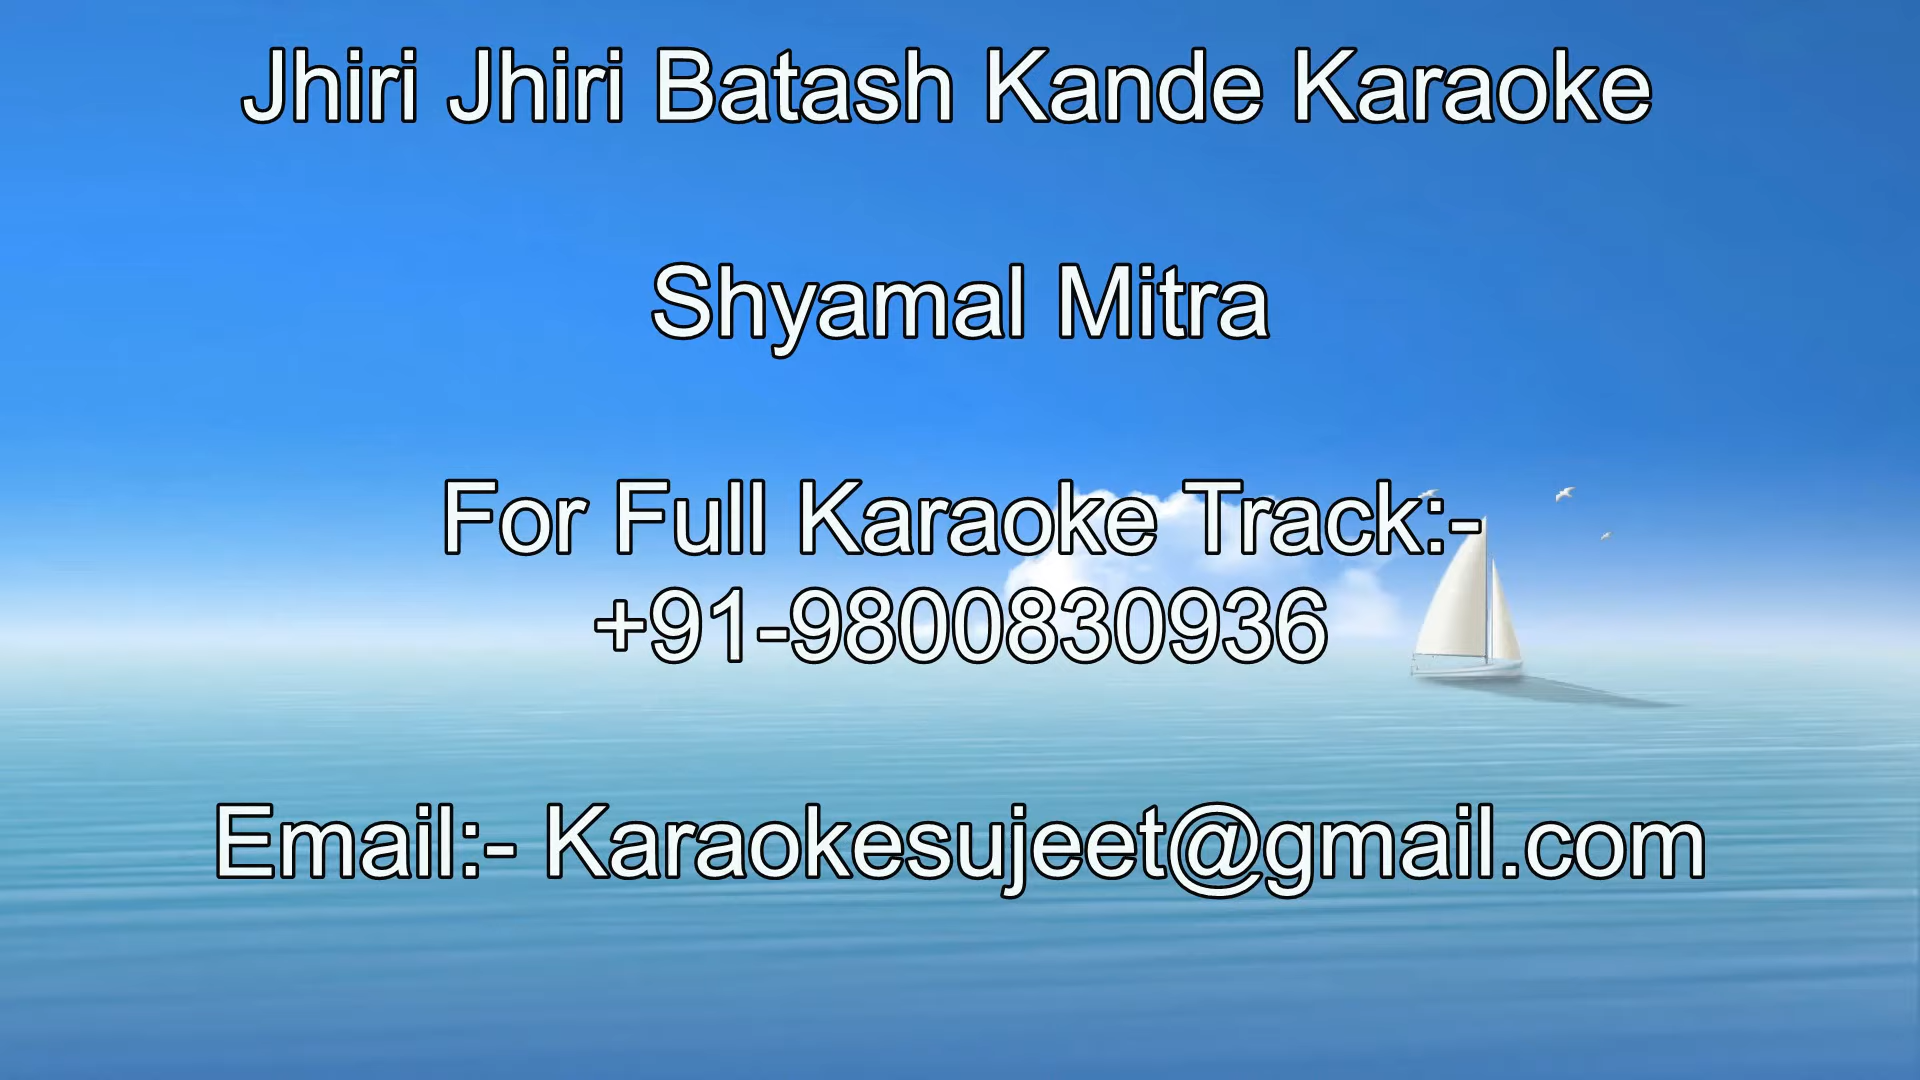 Jhiri Jhiri Batash Kande Karaoke
Shyamal Mitra
For Full Karaoke Track:-
+91-9800830936
Email:- Karaokesujeet@gmail.com